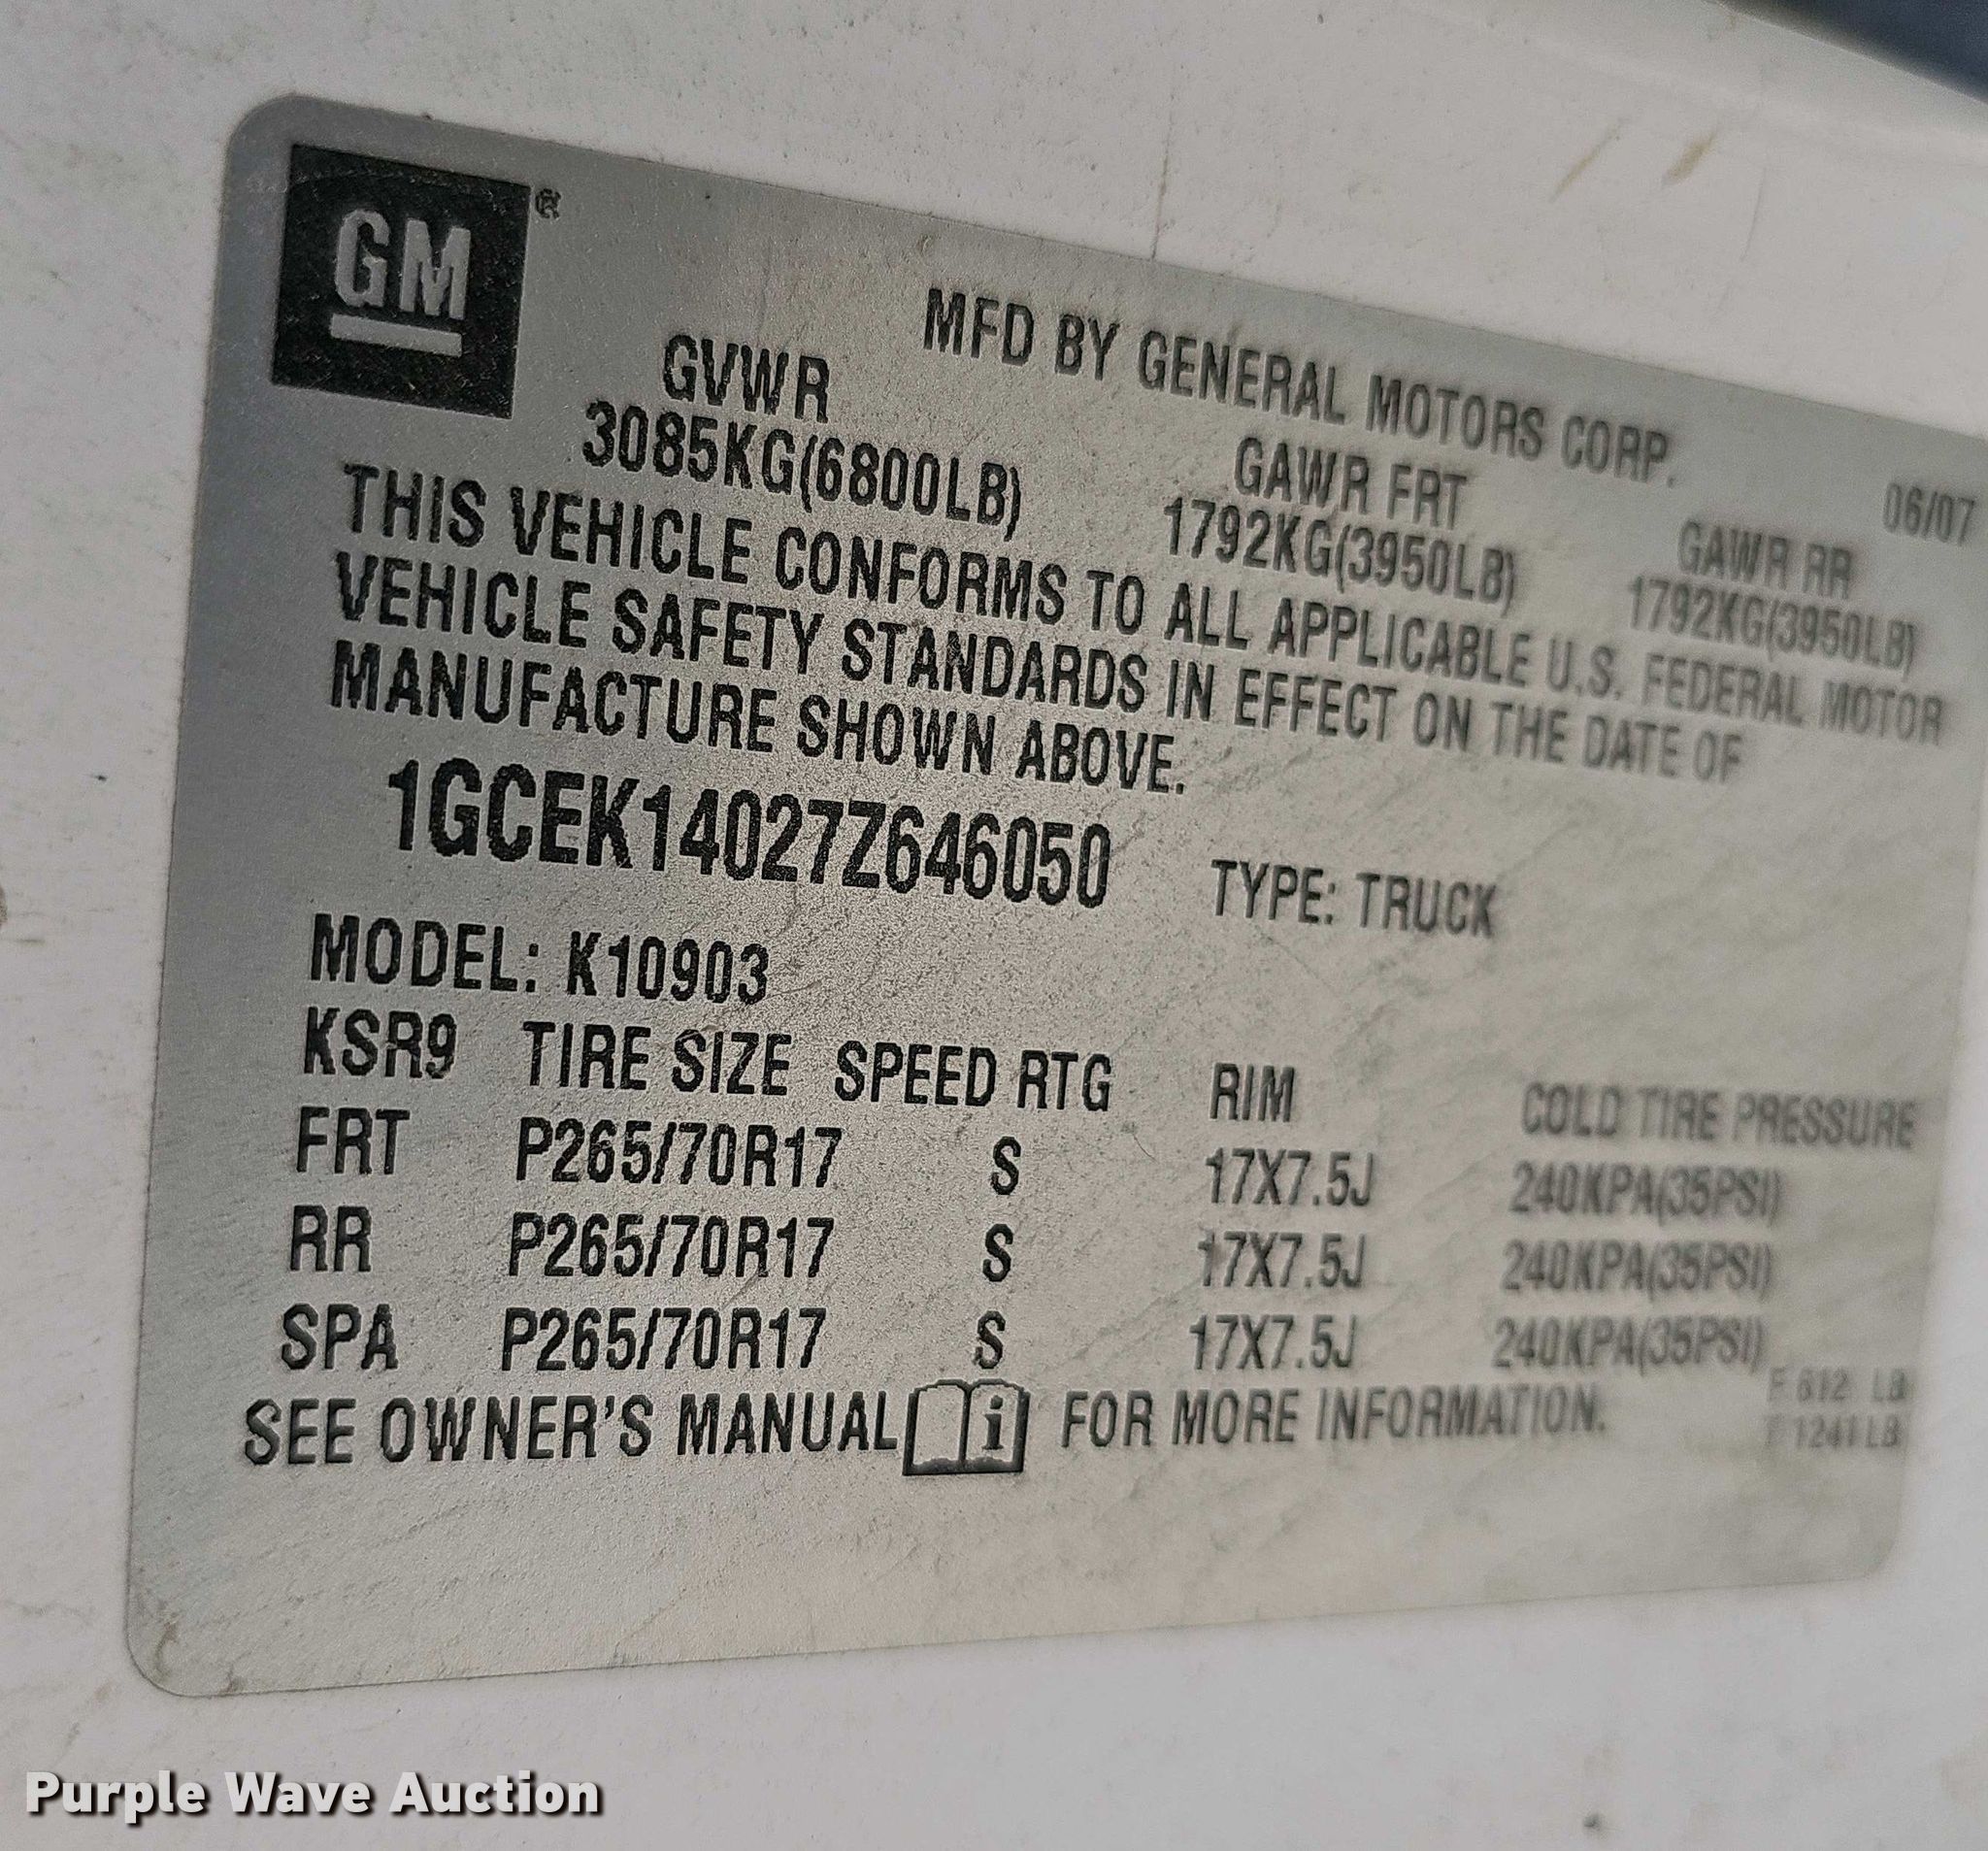 GM®
MFD BY GENERAL MOTORS CORP. 06/07
GVWR GAWR FRT GAWR RR
3085KG(6800LB) 1792KG(3950LB) 1792KG(3950LB)
THIS VEHICLE CONFORMS TO ALL APPLICABLE U.S. FEDERAL MOTOR
VEHICLE SAFETY STANDARDS IN EFFECT ON THE DATE OF
MANUFACTURE SHOWN ABOVE.
1GCEK14027Z646050 TYPE: TRUCK
MODEL: K10903
KSR9 TIRE SIZE SPEED RTG RIM COLD TIRE PRESSURE
FRT P265/70R17 S 17X7.5J 240KPA(35PSI)
RR P265/70R17 S 17X7.5J 240KPA(35PSI)
SPA P265/70R17 S 17X7.5J 240KPA(35PSI)
F 612 LB
SEE OWNER'S MANUAL i FOR MORE INFORMATION.
1241LB
Purple Wave Auction